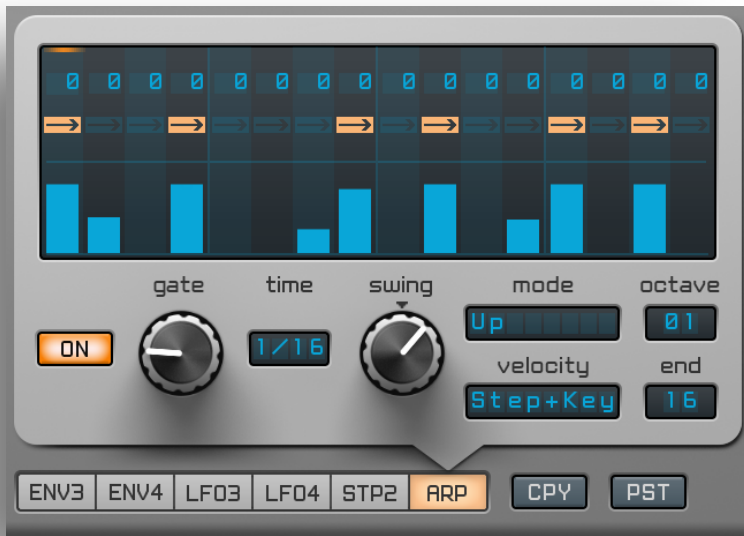 0 0 0 0 0 0 0 0 0 0 0 0 0 0 0 0
gate time swing mode octave
ON 1/16 Up 01
velocity end
Step+Key 16
ENV3 ENV4 LFO3 LFO4 STP2 ARP CPY PST